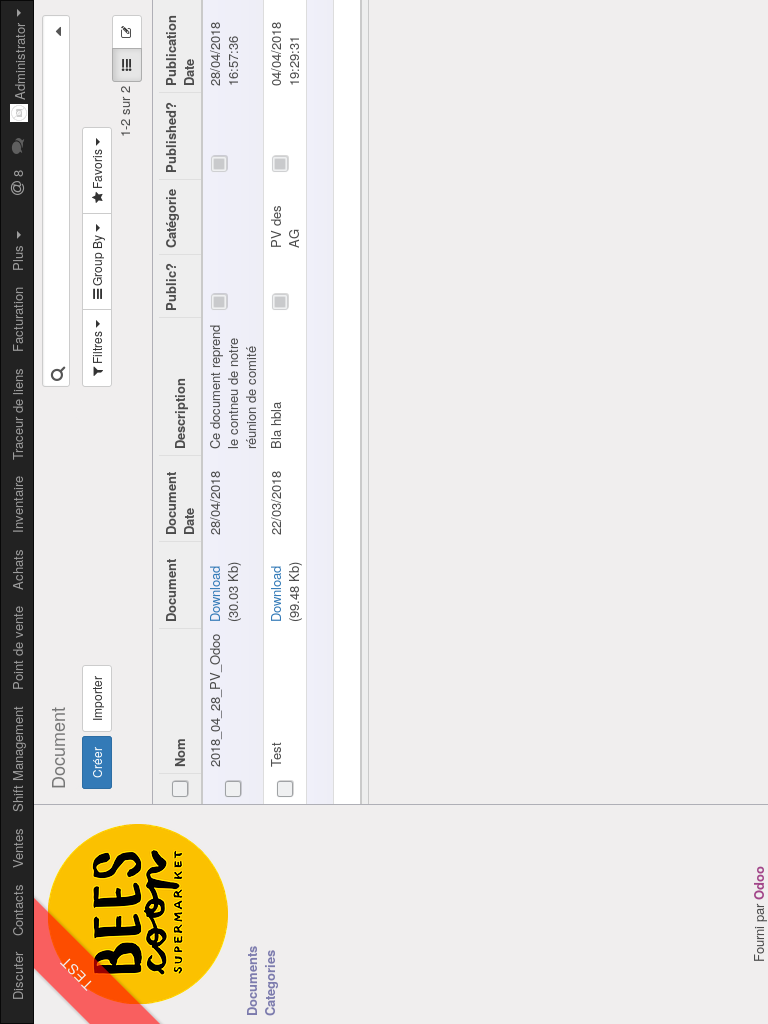 Discuter Contacts Ventes Shift Management Point de vente Achats Inventaire Traceur de liens Facturation Plus @ 8 Administrator
TEST
BEES
coop
SUPERMARKET
Documents
Categories
Fourni par Odoo
Document
Créer Importer
Filtres Group By Favoris
1-2 sur 2
Nom Document Document Date Description Public? Catégorie Published? Publication Date
2018_04_28_PV_Odoo Download (30.03 Kb) 28/04/2018 Ce document reprend le contneu de notre réunion de comité 28/04/2018 16:57:36
Test Download (99.48 Kb) 22/03/2018 Bla hbla PV des AG 04/04/2018 19:29:31